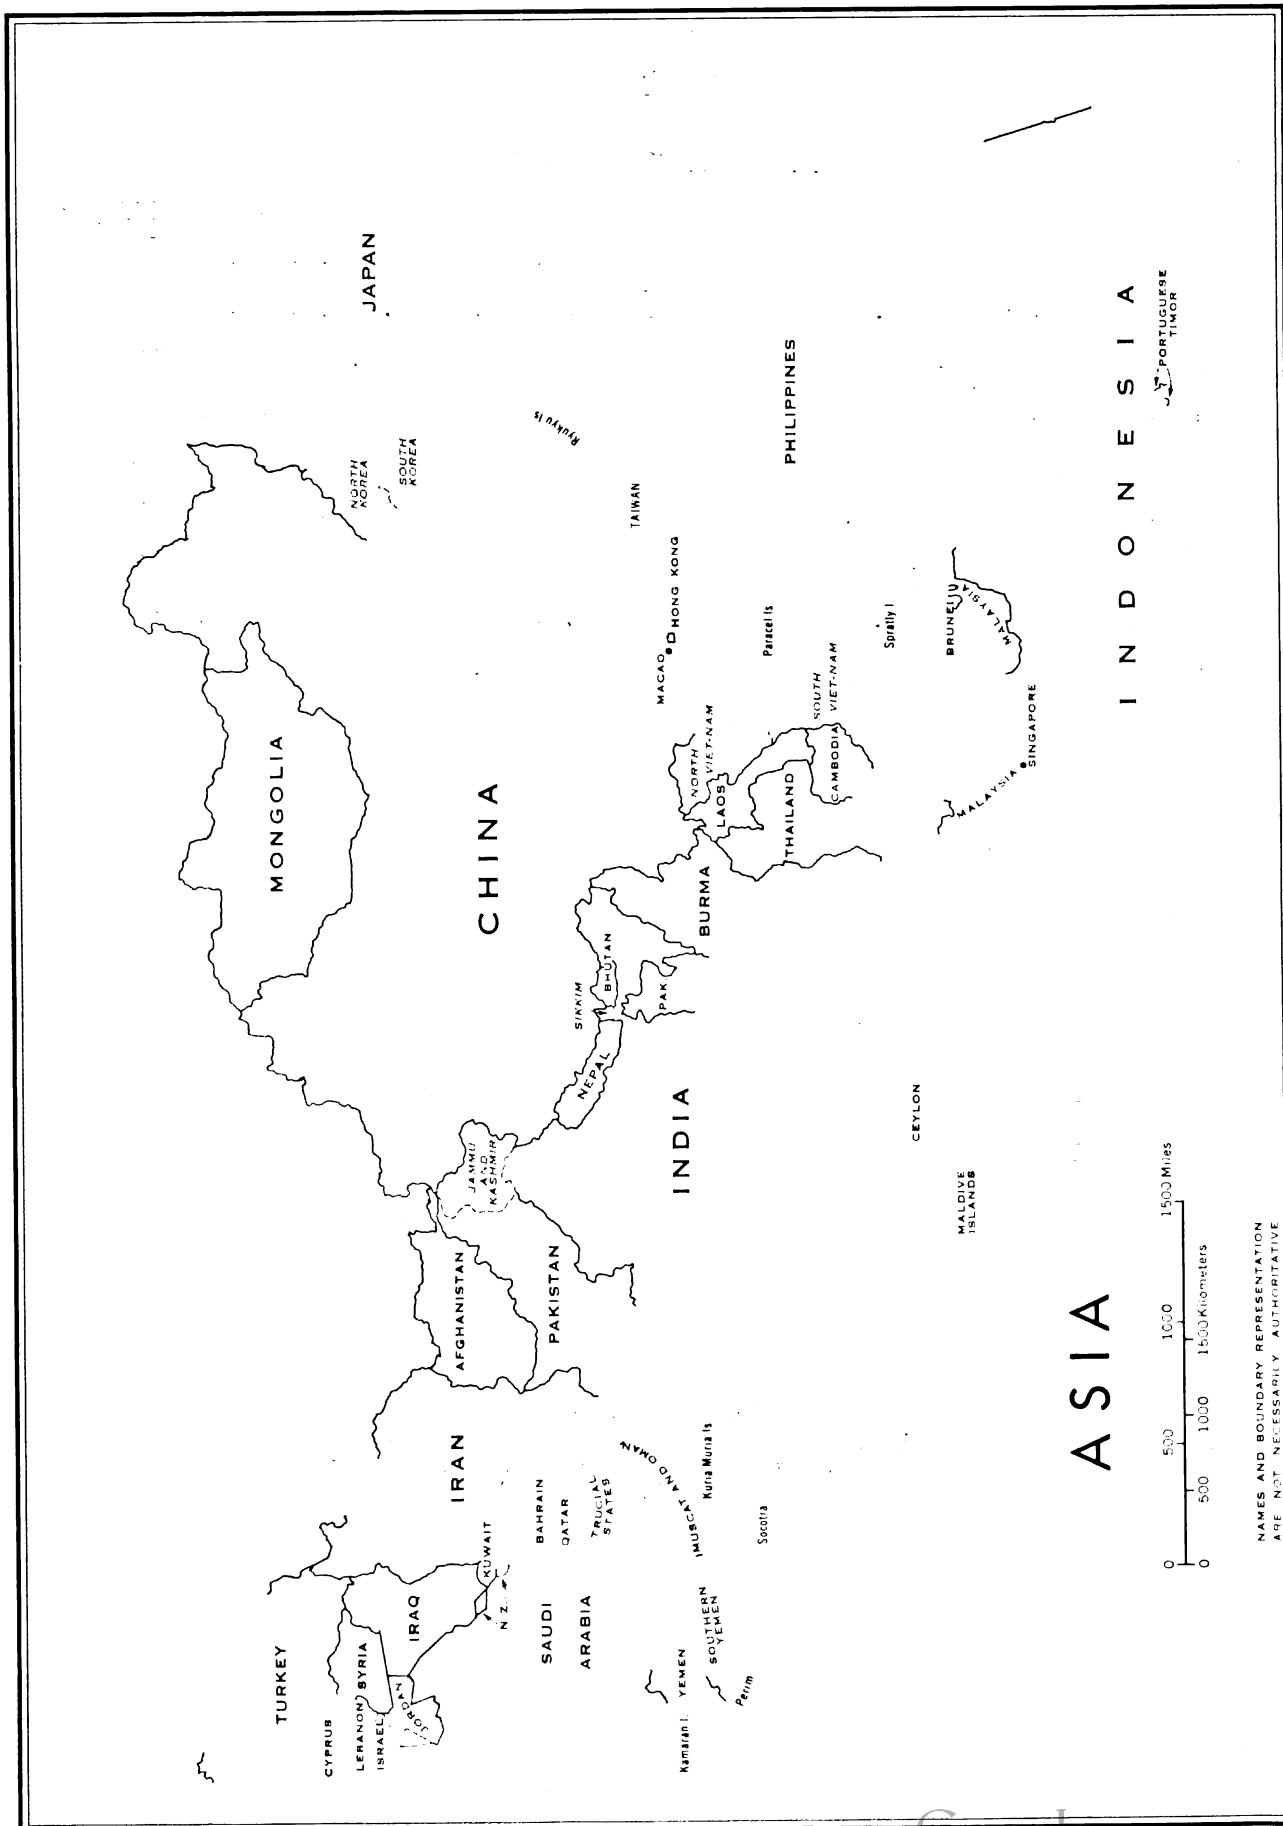 TURKEY
CYPRUS
LEBANON
SYRIA
ISRAEL
JORDAN
IRAQ
IRAN
KUWAIT
N.Z.
SAUDI
ARABIA
BAHRAIN
QATAR
TRUCIAL
STATES
MUSCAT AND OMAN
Kuria Muria Is
Socotra
Kamaran I.
YEMEN
SOUTHERN
YEMEN
Perim
AFGHANISTAN
PAKISTAN
JAMMU
AND
KASHMIR
INDIA
NEPAL
SIKKIM
BHUTAN
PAK.
CEYLON
MALDIVE
ISLANDS
MONGOLIA
CHINA
BURMA
LAOS
THAILAND
CAMBODIA
NORTH
VIET-NAM
SOUTH
VIET-NAM
MACAO
HONG KONG
TAIWAN
Paracel Is
Spratly I
NORTH
KOREA
SOUTH
KOREA
JAPAN
Ryukyu Is
PHILIPPINES
BRUNEI
MALAYSIA
MALAYSIA
SINGAPORE
INDONESIA
PORTUGUESE
TIMOR
ASIA
0 500 1000 1500 Miles
0 500 1000 1500 Kilometers
NAMES AND BOUNDARY REPRESENTATION
ARE NOT NECESSARILY AUTHORITATIVE